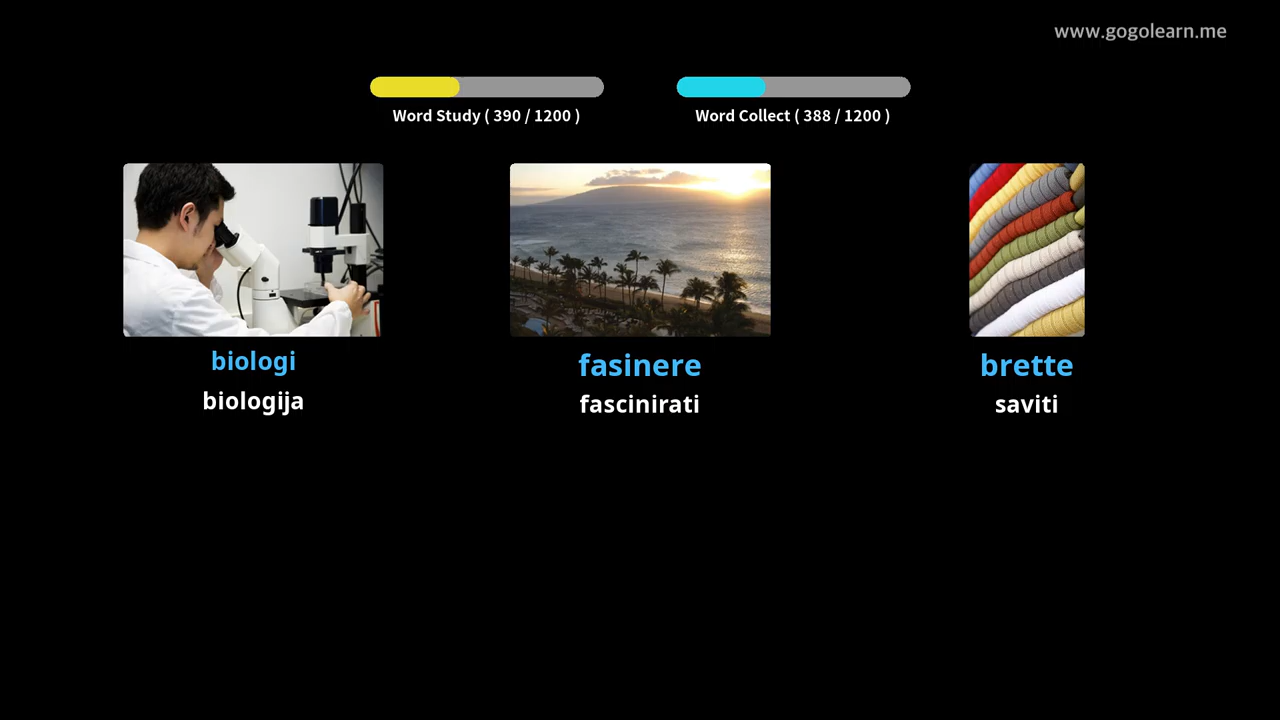 www.gogolearn.me
Word Study ( 390 / 1200 )
Word Collect ( 388 / 1200 )
biologi
biologija
fasinere
fascinirati
brette
saviti